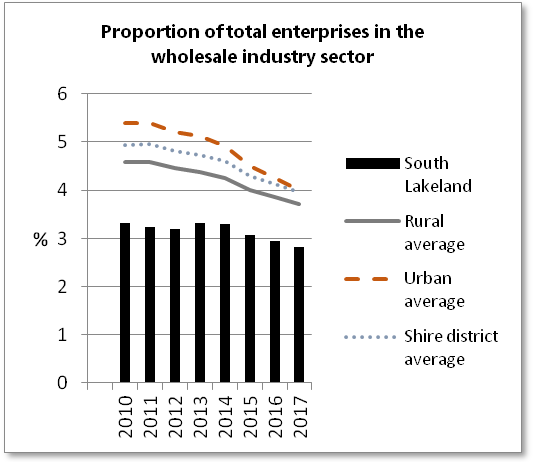 Proportion of total enterprises in the
wholesale industry sector
6
5
4
3
2
1
0
%
2010
2011
2012
2013
2014
2015
2016
2017
South
Lakeland
Rural
average
Urban
average
Shire district
average